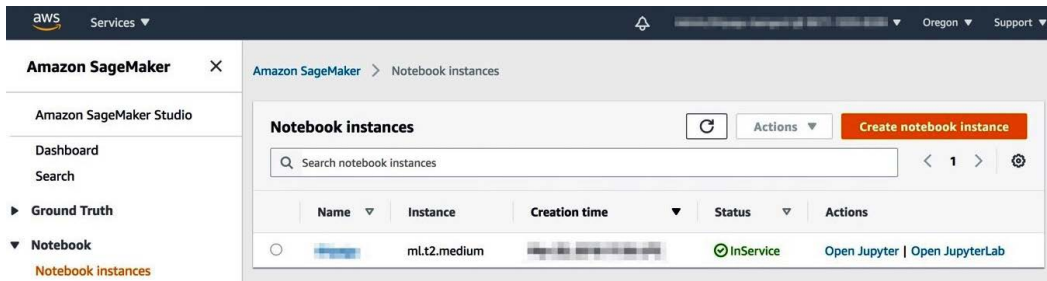 aws Services ▼ Oregon ▼ Support ▼
Amazon SageMaker ×
Amazon SageMaker Studio
Dashboard
Search
▶ Ground Truth
▼ Notebook
Notebook instances
Amazon SageMaker > Notebook instances
Notebook instances Actions ▼ Create notebook instance
Search notebook instances < 1 >
Name ▽ Instance Creation time ▼ Status ▽ Actions
ml.t2.medium InService Open Jupyter | Open JupyterLab